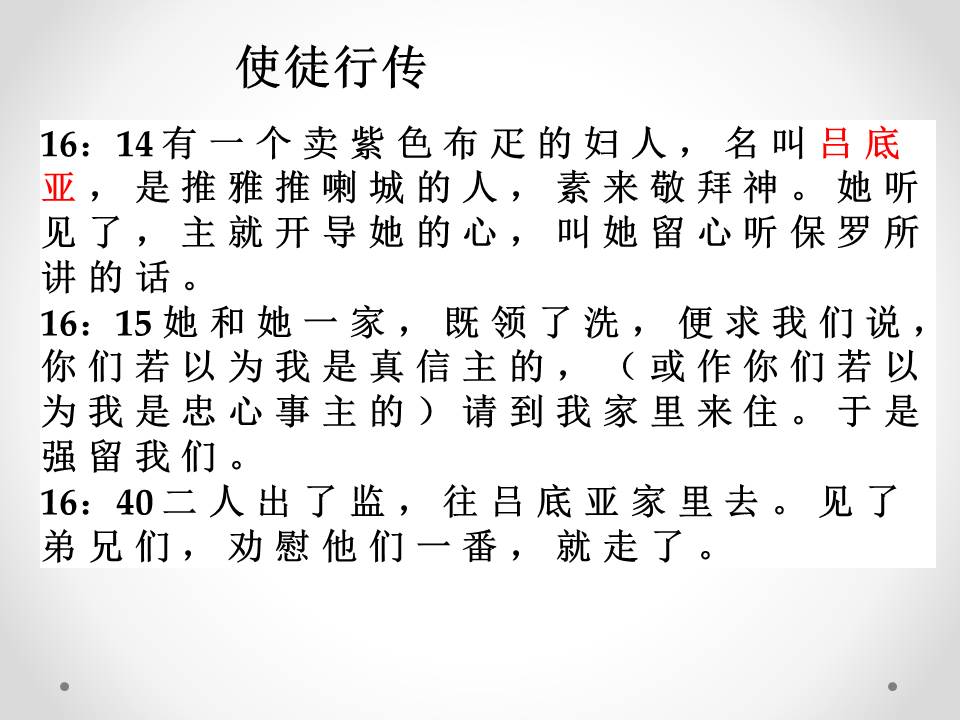 使徒行传
16：14有一个卖紫色布疋的妇人，名叫吕底
亚，是推雅推喇城的人，素来敬拜神。她听
见了，主就开导她的心，叫她留心听保罗所
讲的话。
16：15她和她一家，既领了洗，便求我们说，
你们若以为我是真信主的，（或作你们若以
为我是忠心事主的）请到我家里来住。于是
强留我们。
16：40二人出了监，往吕底亚家里去。见了
弟兄们，劝慰他们一番，就走了。